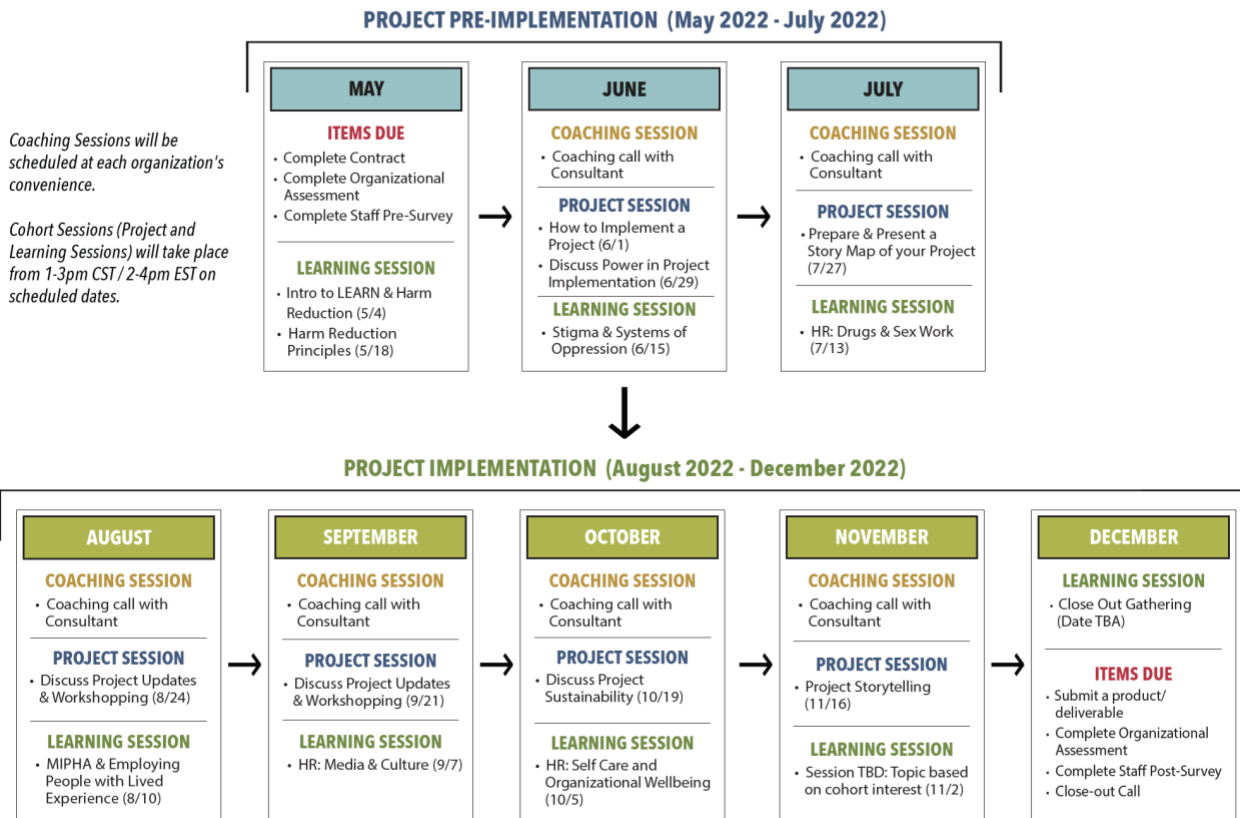 PROJECT PRE-IMPLEMENTATION (May 2022 - July 2022)
Coaching Sessions will be
scheduled at each organization's
convenience.
Cohort Sessions (Project and
Learning Sessions) will take place
from 1-3pm CST / 2-4pm EST on
scheduled dates.
MAY
ITEMS DUE
• Complete Contract
• Complete Organizational
Assessment
• Complete Staff Pre-Survey
LEARNING SESSION
• Intro to LEARN & Harm
Reduction (5/4)
• Harm Reduction
Principles (5/18)
JUNE
COACHING SESSION
• Coaching call with
Consultant
PROJECT SESSION
• How to Implement a
Project (6/1)
• Discuss Power in Project
Implementation (6/29)
LEARNING SESSION
• Stigma & Systems of
Oppression (6/15)
JULY
COACHING SESSION
• Coaching call with
Consultant
PROJECT SESSION
• Prepare & Present a
Story Map of your Project
(7/27)
LEARNING SESSION
• HR: Drugs & Sex Work
(7/13)
PROJECT IMPLEMENTATION (August 2022 - December 2022)
AUGUST
COACHING SESSION
• Coaching call with
Consultant
PROJECT SESSION
• Discuss Project Updates
& Workshopping (8/24)
LEARNING SESSION
• MIPHA & Employing
People with Lived
Experience (8/10)
SEPTEMBER
COACHING SESSION
• Coaching call with
Consultant
PROJECT SESSION
• Discuss Project Updates
& Workshopping (9/21)
LEARNING SESSION
• HR: Media & Culture (9/7)
OCTOBER
COACHING SESSION
• Coaching call with
Consultant
PROJECT SESSION
• Discuss Project
Sustainability (10/19)
LEARNING SESSION
• HR: Self Care and
Organizational Wellbeing
(10/5)
NOVEMBER
COACHING SESSION
• Coaching call with
Consultant
PROJECT SESSION
• Project Storytelling
(11/16)
LEARNING SESSION
• Session TBD: Topic based
on cohort interest (11/2)
DECEMBER
LEARNING SESSION
• Close Out Gathering
(Date TBA)
ITEMS DUE
• Submit a product/
deliverable
• Complete Organizational
Assessment
• Complete Staff Post-Survey
• Close-out Call